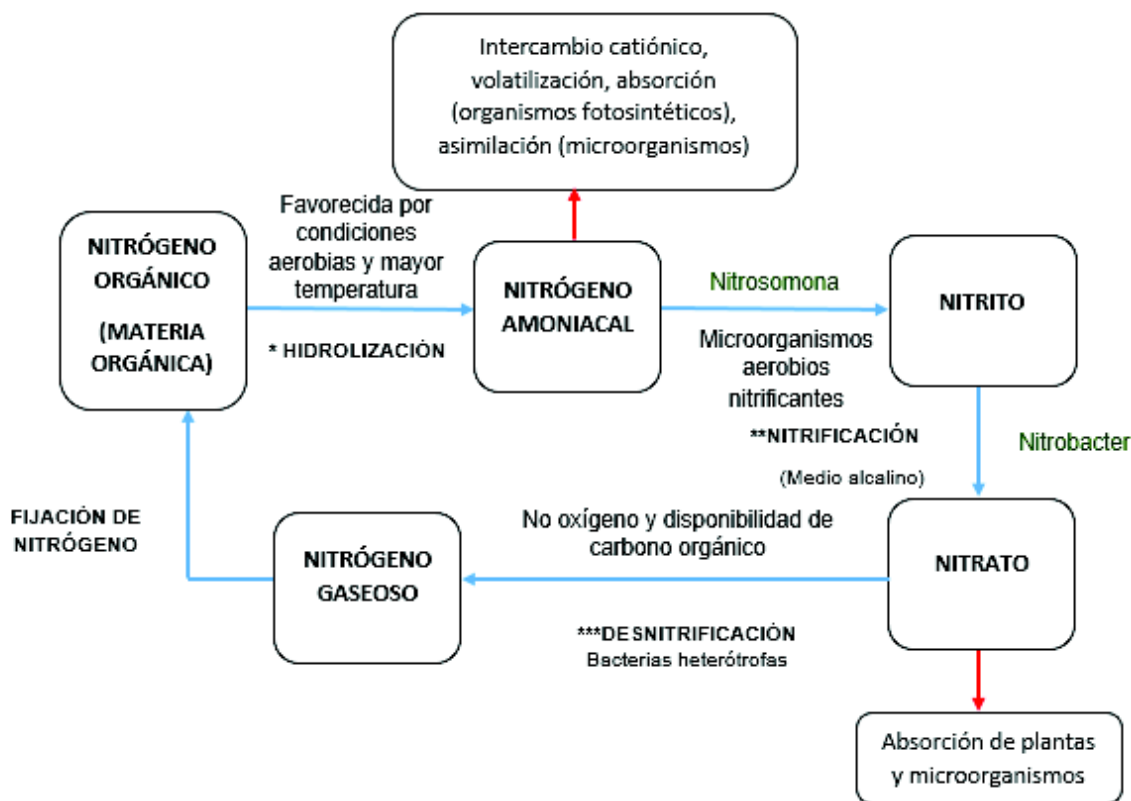 Intercambio catiónico,
volatilización, absorción
(organismos fotosintéticos),
asimilación (microorganismos)
Favorecida por
condiciones
aerobias y mayor
temperatura
* HIDROLIZACIÓN
NITRÓGENO
ORGÁNICO
(MATERIA
ORGÁNICA)
NITRÓGENO
AMONIACAL
Nitrosomona
Microorganismos
aerobios
nitrificantes
**NITRIFICACIÓN
(Medio alcalino)
NITRITO
Nitrobacter
NITRATO
No oxígeno y disponibilidad de
carbono orgánico
***DESNITRIFICACIÓN
Bacterias heterótrofas
NITRÓGENO
GASEOSO
FIJACIÓN DE
NITRÓGENO
Absorción de plantas
y microorganismos